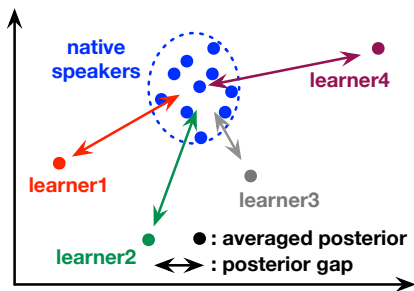 native
speakers
learner4
learner1
learner3
learner2
: averaged posterior
: posterior gap